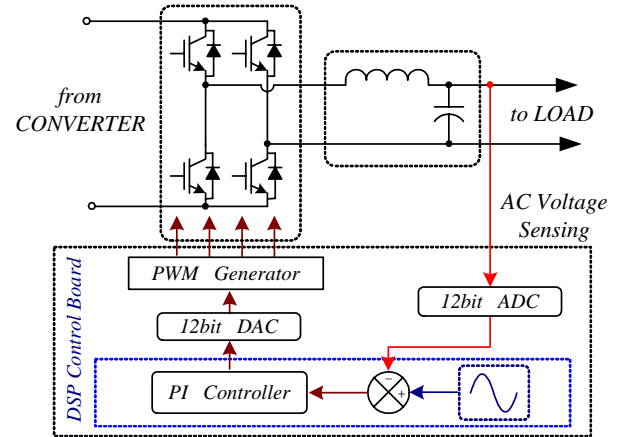 from
CONVERTER
to LOAD
AC Voltage
Sensing
PWM Generator
12bit ADC
12bit DAC
DSP Control Board
PI Controller
−
+